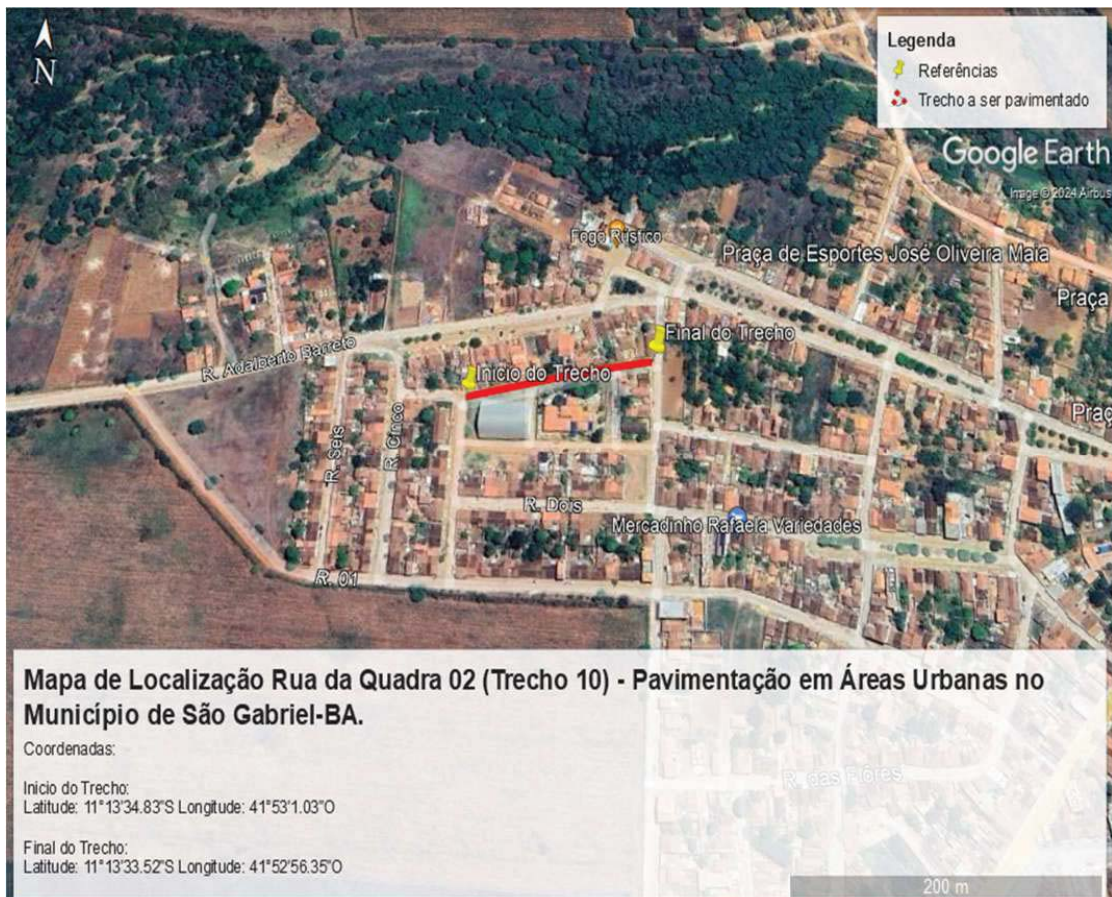 N
Legenda
Referências
Trecho a ser pavimentado
Google Earth
Image © 2024 Airbus
Fogo Rústico
Praça de Esportes José Oliveira Maia
Praça
Final do Trecho
R. Adalberto Barreto
Início do Trecho
Praç
R. Seis
R. Cinco
R. Dois
Mercadinho Rafaela Variedades
R. 01
Mapa de Localização Rua da Quadra 02 (Trecho 10) - Pavimentação em Áreas Urbanas no
Município de São Gabriel-BA.
Coordenadas:
Inicio do Trecho:
Latitude: 11°13'34.83"S Longitude: 41°53'1.03"O
R. das Flores
Final do Trecho:
Latitude: 11°13'33.52"S Longitude: 41°52'56.35"O
200 m